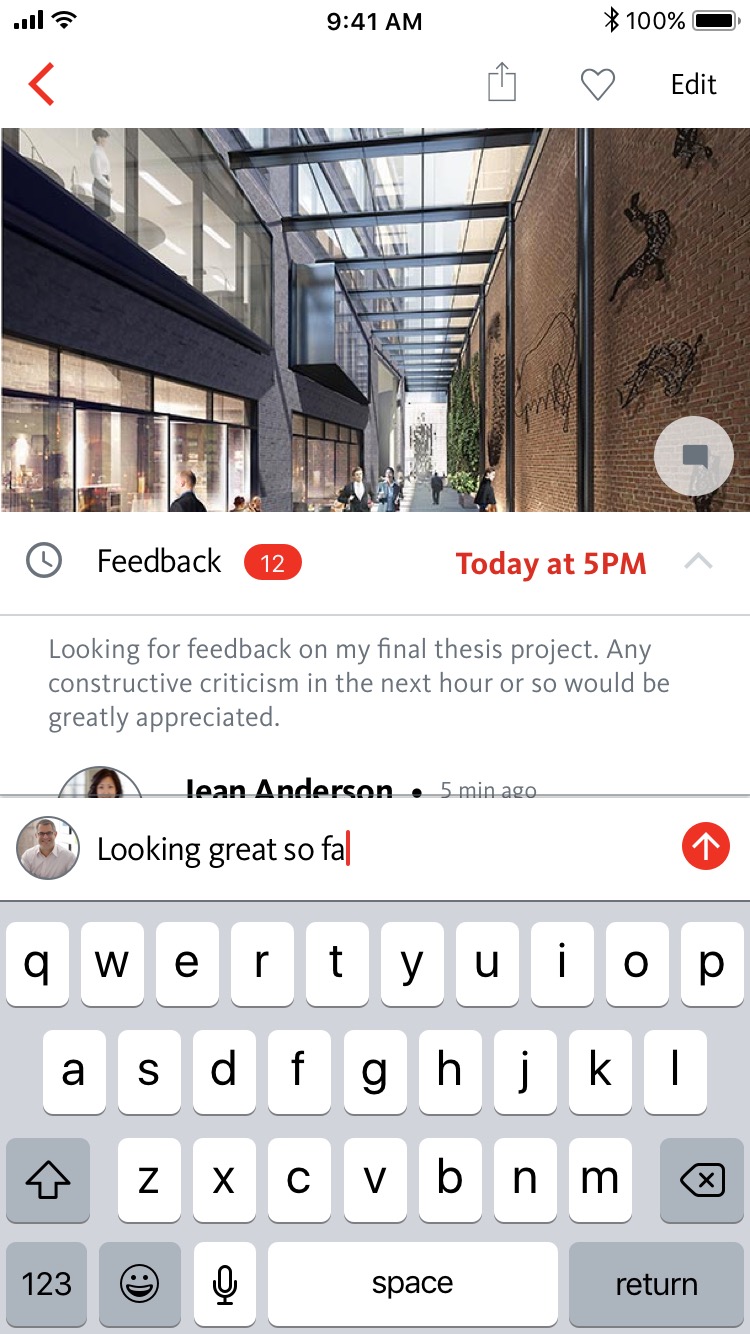 9:41 AM 100%
Edit
Feedback 12 Today at 5PM
Looking for feedback on my final thesis project. Any
constructive criticism in the next hour or so would be
greatly appreciated.
Jean Anderson • 5 min ago
Looking great so fa
q w e r t y u i o p
a s d f g h j k l
z x c v b n m
123 space return